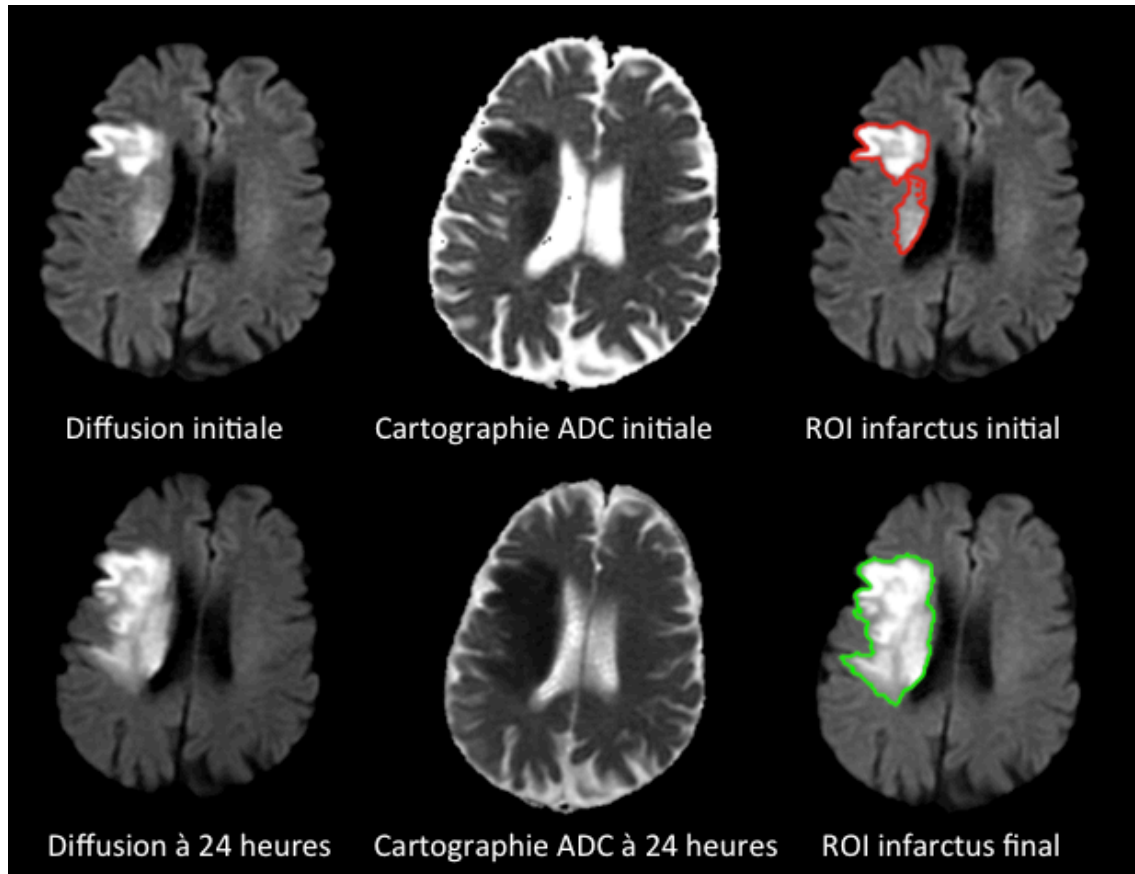 Diffusion initiale
Cartographie ADC initiale
ROI infarctus initial
Diffusion à 24 heures
Cartographie ADC à 24 heures
ROI infarctus final